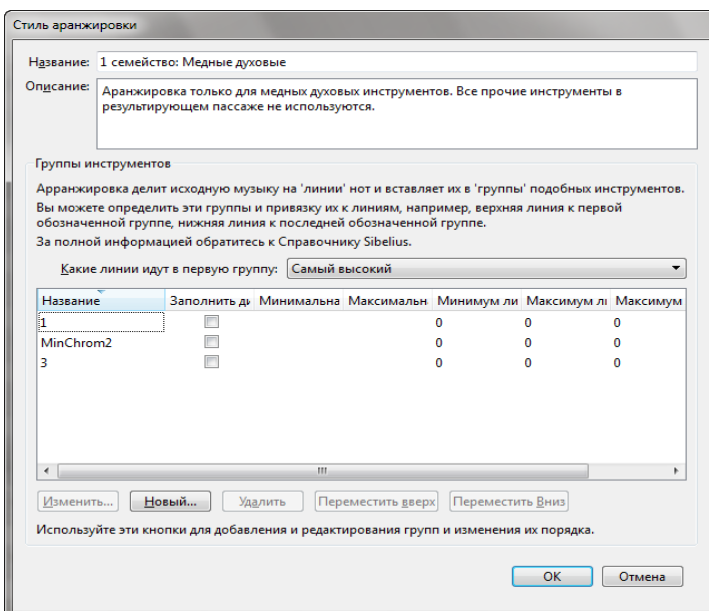 Стиль аранжировки
Название: 1 семейство: Медные духовые
Описание: Аранжировка только для медных духовых инструментов. Все прочие инструменты в
результирующем пассаже не используются.
Группы инструментов
Арранжировка делит исходную музыку на 'линии' нот и вставляет их в 'группы' подобных инструментов.
Вы можете определить эти группы и привязку их к линиям, например, верхняя линия к первой
обозначенной группе, нижняя линия к последней обозначенной группе.
За полной информацией обратитесь к Справочнику Sibelius.
Какие линии идут в первую группу: Самый высокий
Название Заполнить ди Минимальна Максимальн Минимум ли Максимум ли Максимум
1 0 0 0
MinChrom2 0 0 0
3 0 0 0
Изменить... Новый... Удалить Переместить вверх Переместить Вниз
Используйте эти кнопки для добавления и редактирования групп и изменения их порядка.
OK Отмена